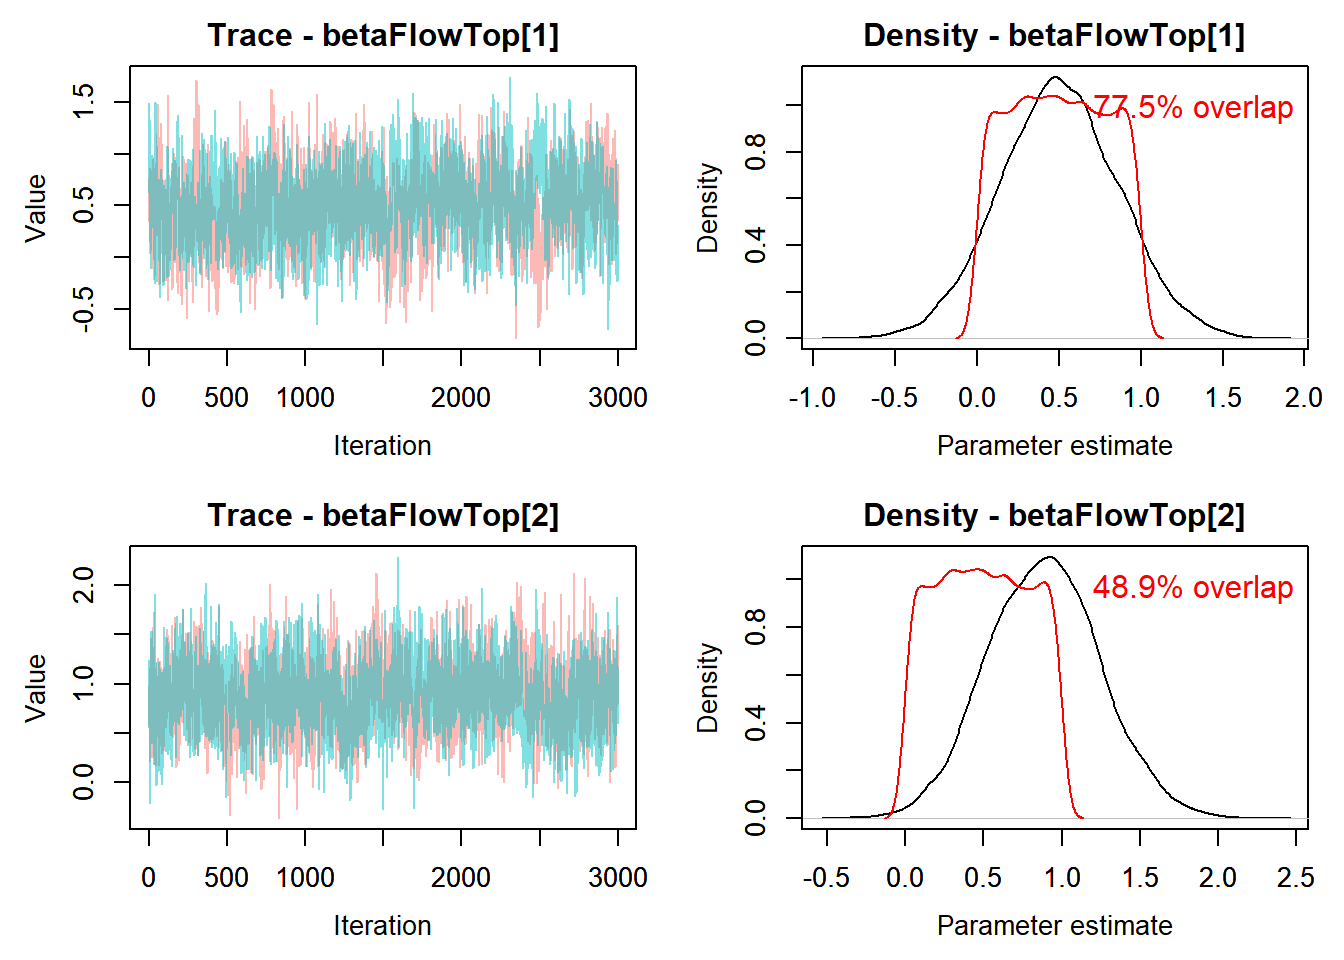 Trace - betaFlowTop[1]
Value
-0.5 0.5 1.5
0 500 1000 2000 3000
Iteration
Density - betaFlowTop[1]
77.5% overlap
Density
0.0 0.4 0.8
-1.0 -0.5 0.0 0.5 1.0 1.5 2.0
Parameter estimate
Trace - betaFlowTop[2]
Value
0.0 1.0 2.0
0 500 1000 2000 3000
Iteration
Density - betaFlowTop[2]
48.9% overlap
Density
0.0 0.4 0.8
-0.5 0.0 0.5 1.0 1.5 2.0 2.5
Parameter estimate